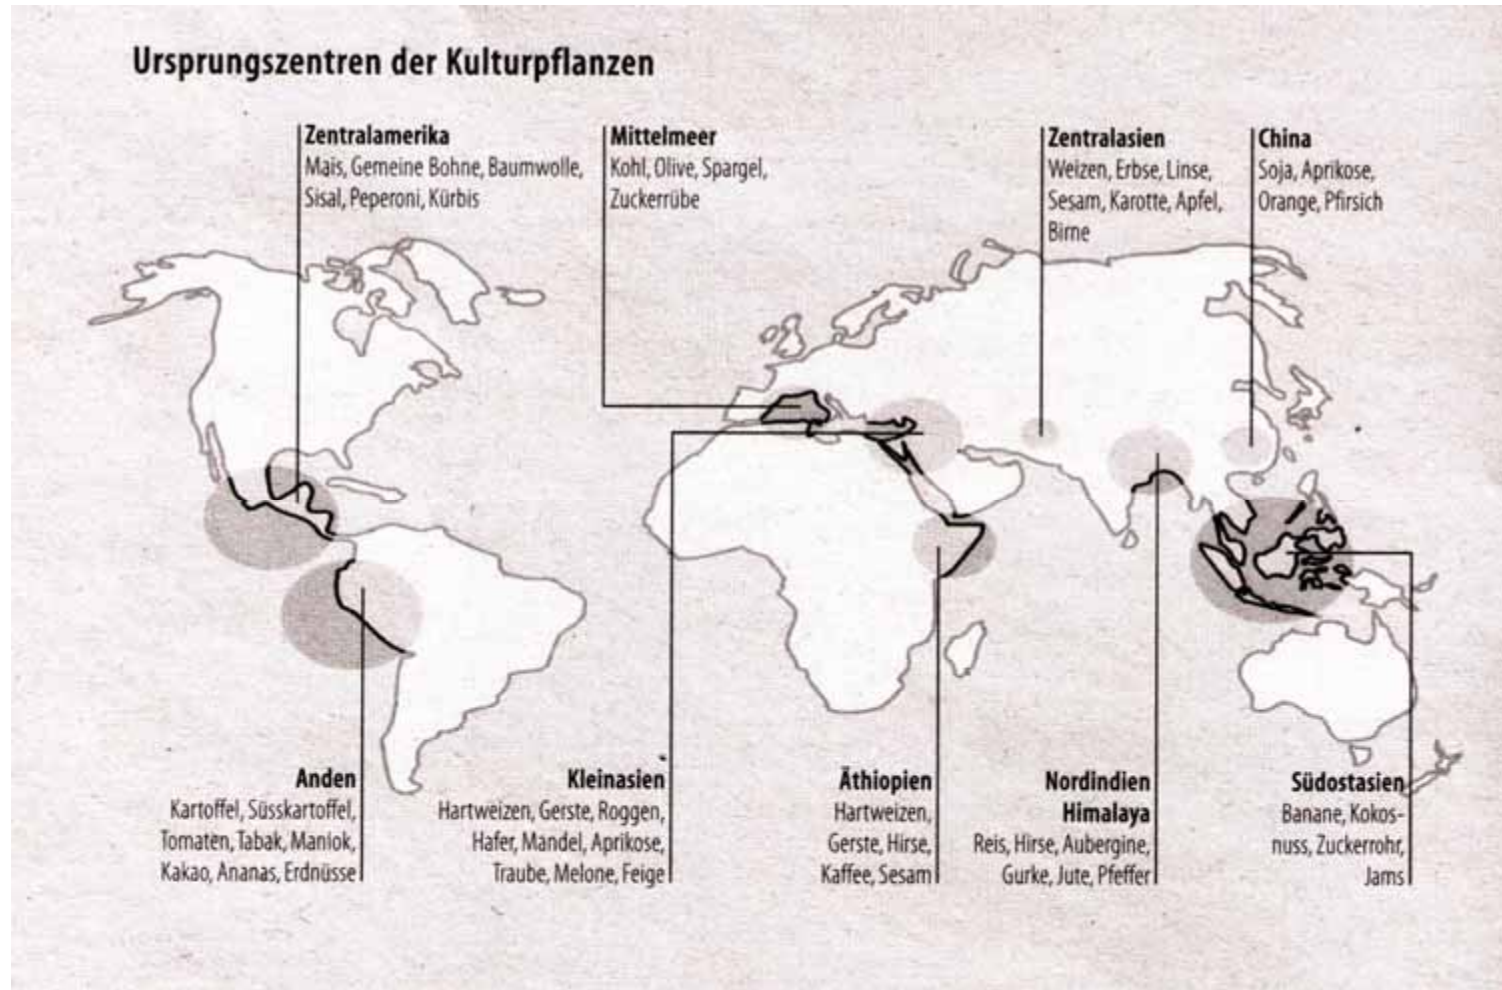 Ursprungszentren der Kulturpflanzen
Zentralamerika
Mais, Gemeine Bohne, Baumwolle,
Sisal, Peperoni, Kürbis
Mittelmeer
Kohl, Olive, Spargel,
Zuckerrübe
Zentralasien
Weizen, Erbse, Linse,
Sesam, Karotte, Apfel,
Birne
China
Soja, Aprikose,
Orange, Pfirsich
Anden
Kartoffel, Süsskartoffel,
Tomaten, Tabak, Maniok,
Kakao, Ananas, Erdnüsse
Kleinasien
Hartweizen, Gerste, Roggen,
Hafer, Mandel, Aprikose,
Traube, Melone, Feige
Äthiopien
Hartweizen,
Gerste, Hirse,
Kaffee, Sesam
Nordindien
Himalaya
Reis, Hirse, Aubergine,
Gurke, Jute, Pfeffer
Südostasien
Banane, Kokos-
nuss, Zuckerrohr,
Jams